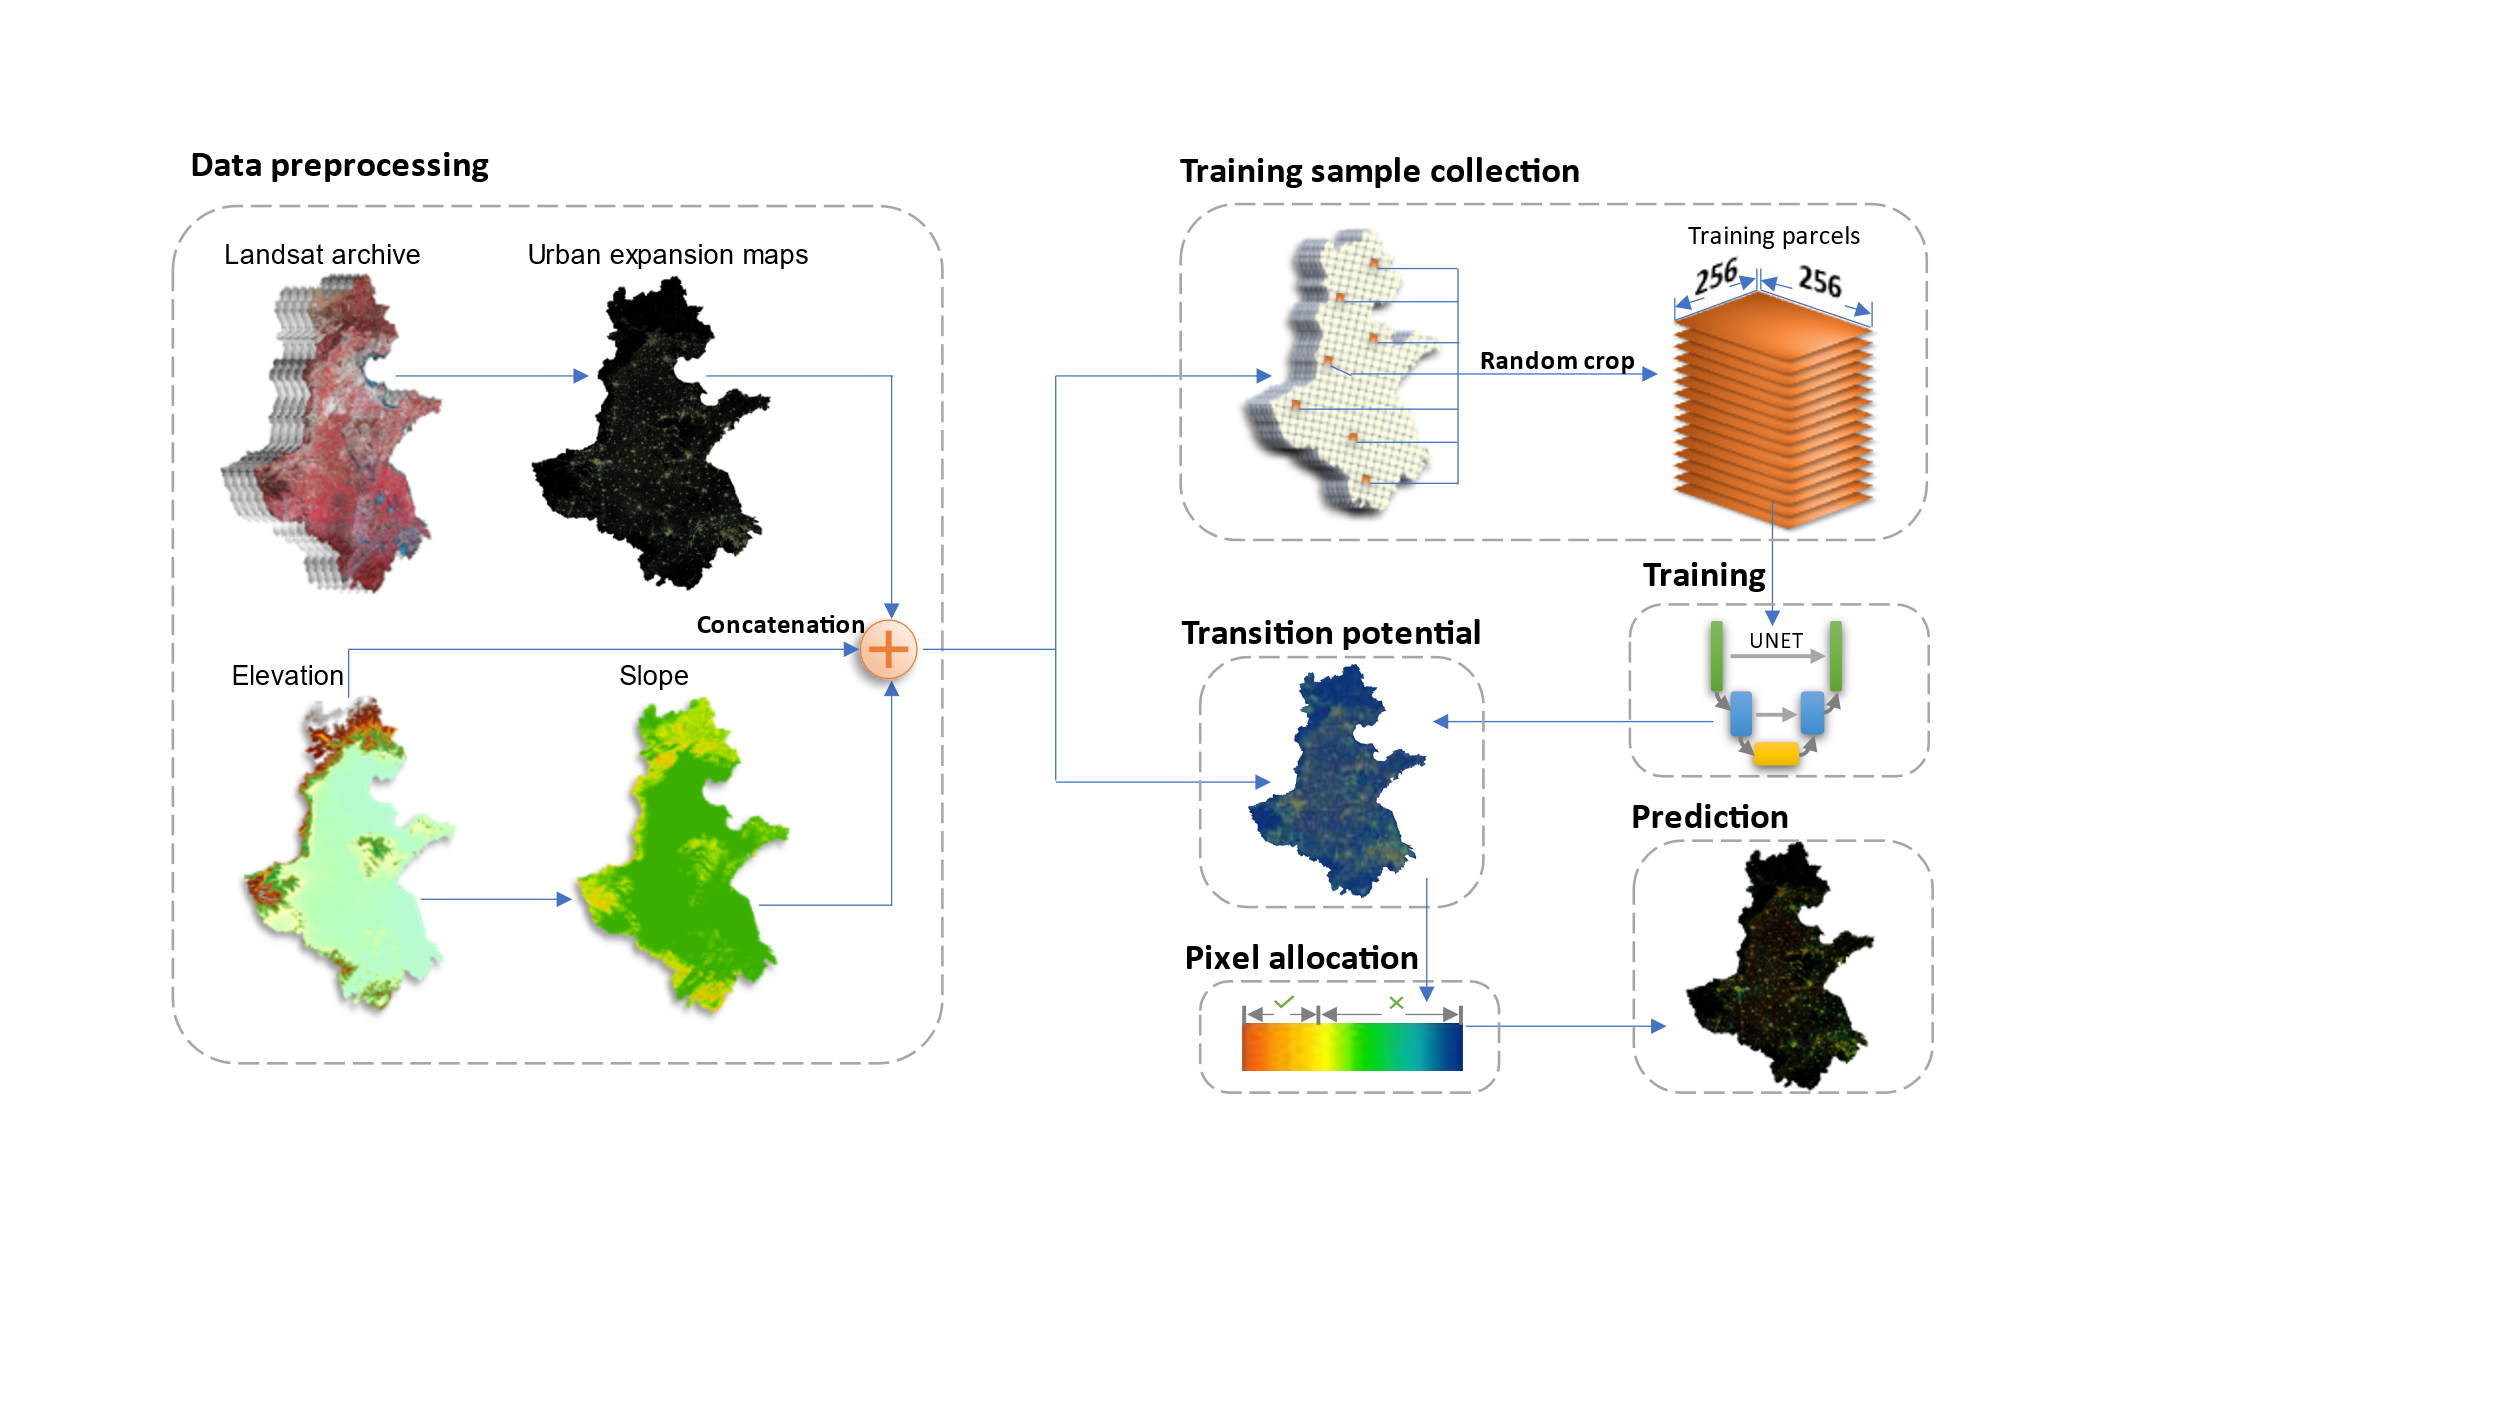 Data preprocessing
Landsat archive
Urban expansion maps
Concatenation
Elevation
Slope
Training sample collection
Training parcels
256
256
Random crop
Training
UNET
Transition potential
Prediction
Pixel allocation